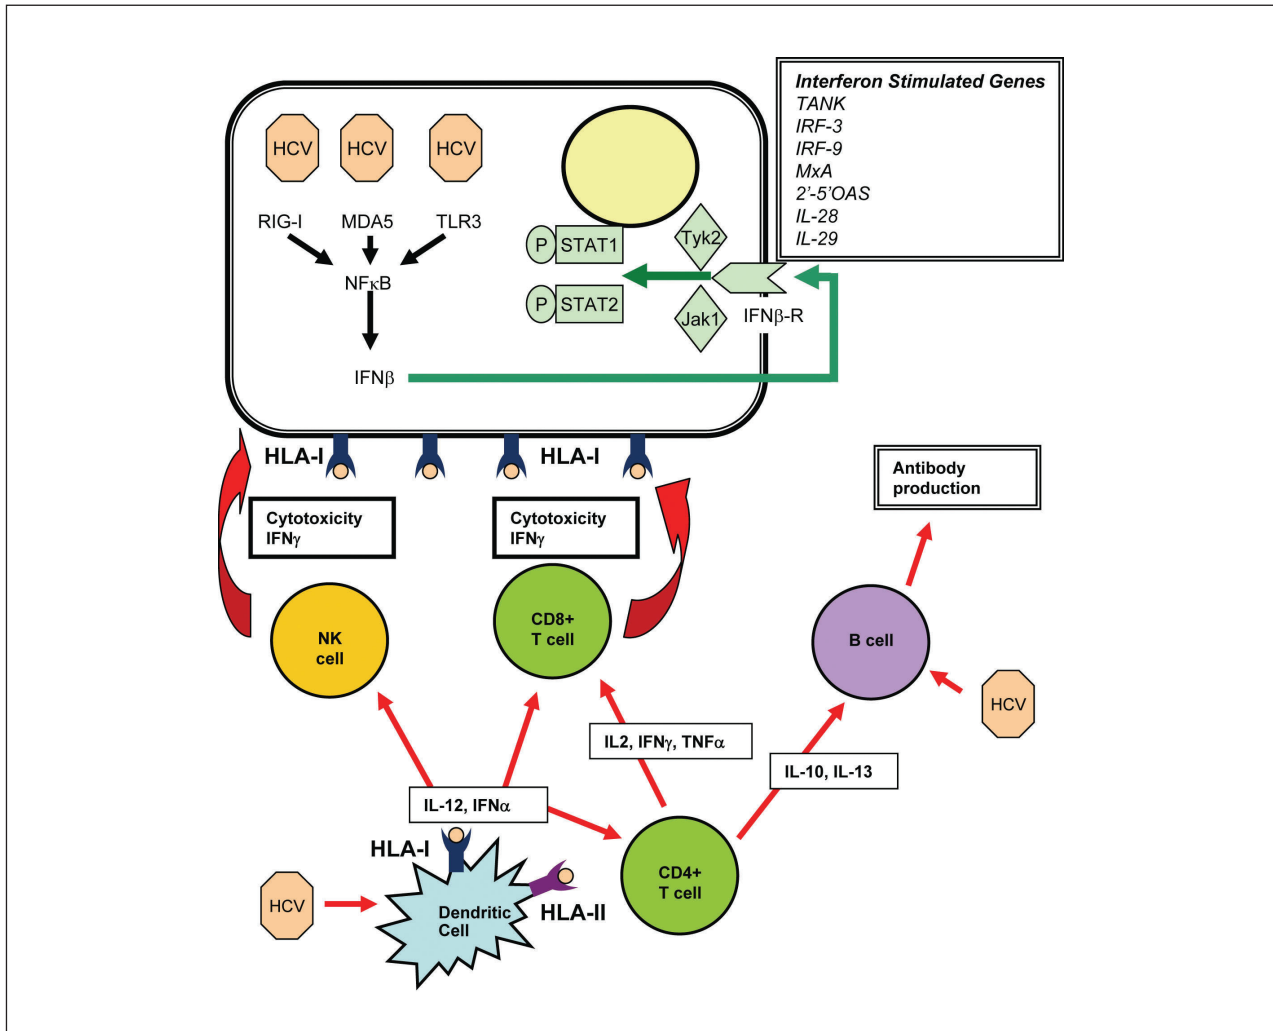 Interferon Stimulated Genes
TANK
IRF-3
IRF-9
MxA
2'-5'OAS
IL-28
IL-29
HCV
HCV
HCV
RIG-I
MDA5
TLR3
NFκB
IFNβ
P
STAT1
P
STAT2
Tyk2
Jak1
IFNβ-R
HLA-I
HLA-I
Cytotoxicity
IFNγ
Cytotoxicity
IFNγ
Antibody
production
NK
cell
CD8+
T cell
B cell
HCV
IL2, IFNγ, TNFα
IL-10, IL-13
IL-12, IFNα
HLA-I
HLA-II
CD4+
T cell
HCV
Dendritic
Cell